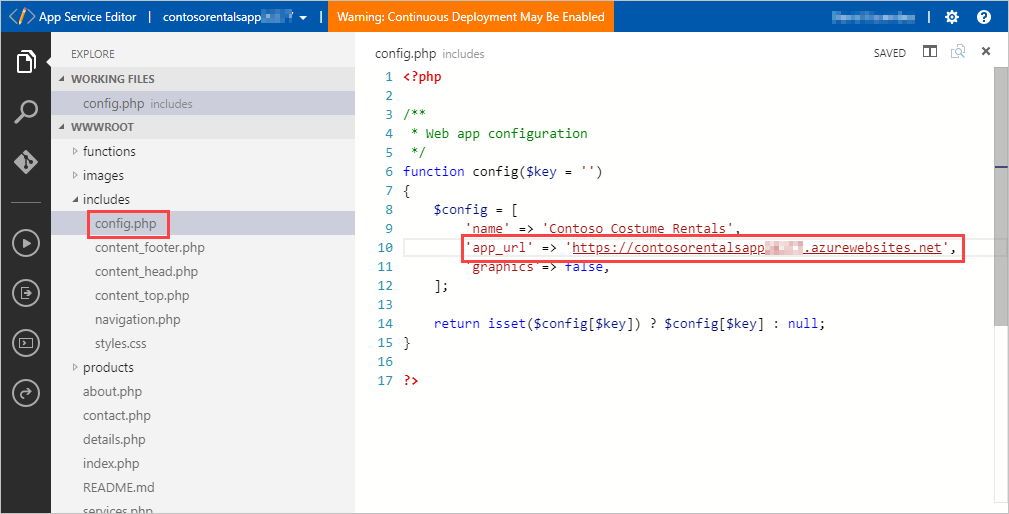 App Service Editor
contosorentalsapp
Warning: Continuous Deployment May Be Enabled
EXPLORE
WORKING FILES
config.php includes
WWWROOT
functions
images
includes
config.php
content_footer.php
content_head.php
content_top.php
navigation.php
styles.css
products
about.php
contact.php
details.php
index.php
README.md
services.php
config.php includes
SAVED
1 <?php
2
3 /**
4 * Web app configuration
5 */
6 function config($key = '')
7 {
8 $config = [
9 'name' => 'Contoso Costume Rentals',
10 'app_url' => 'https://contosorentalsapp.azurewebsites.net',
11 'graphics'=> false,
12 ];
13
14 return isset($config[$key]) ? $config[$key] : null;
15 }
16
17 ?>